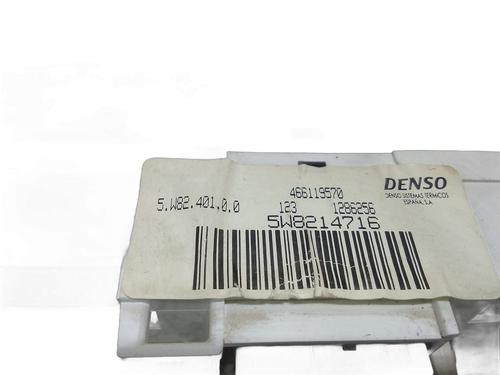 466119570
DENSO
DENSO SISTEMAS TERMICOS
ESPAÑA, S.A.
5.W82.401.0.0
123 1286256
5W8214716